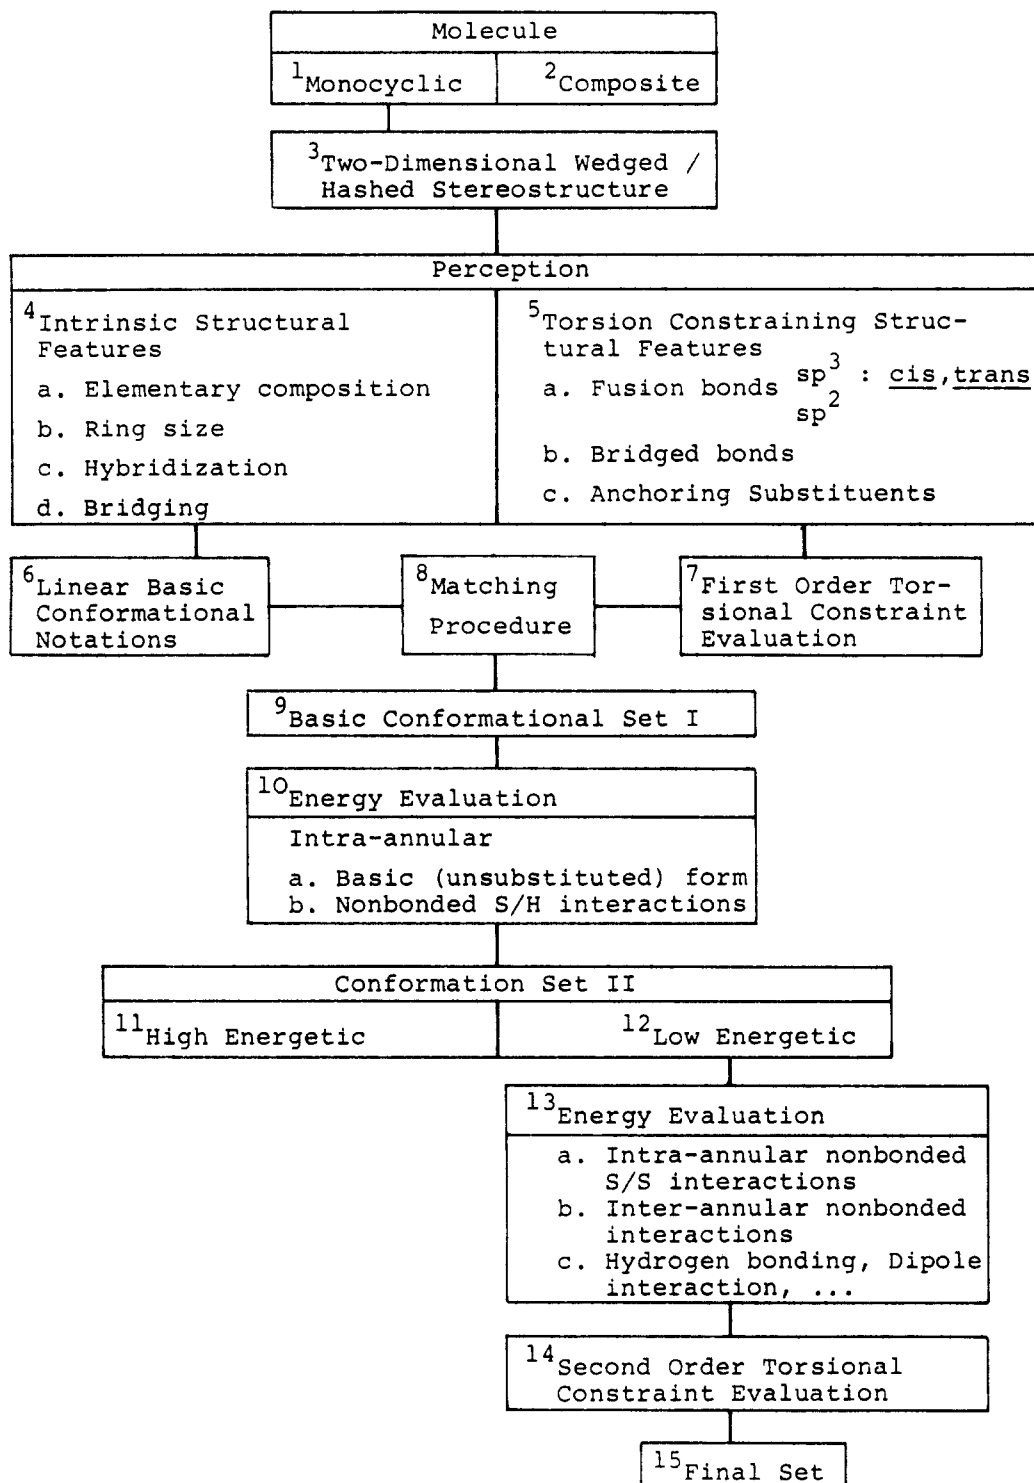 Molecule
1Monocyclic
2Composite
3Two-Dimensional Wedged /
Hashed Stereostructure
Perception
4Intrinsic Structural
Features
a. Elementary composition
b. Ring size
c. Hybridization
d. Bridging
5Torsion Constraining Struc-
tural Features
a. Fusion bonds sp3 : cis,trans
sp2
b. Bridged bonds
c. Anchoring Substituents
6Linear Basic
Conformational
Notations
8Matching
Procedure
7First Order Tor-
sional Constraint
Evaluation
9Basic Conformational Set I
10Energy Evaluation
Intra-annular
a. Basic (unsubstituted) form
b. Nonbonded S/H interactions
Conformation Set II
11High Energetic
12Low Energetic
13Energy Evaluation
a. Intra-annular nonbonded
S/S interactions
b. Inter-annular nonbonded
interactions
c. Hydrogen bonding, Dipole
interaction, ...
14Second Order Torsional
Constraint Evaluation
15Final Set